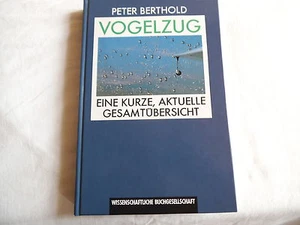 PETER BERTHOLD
VOGELZUG
EINE KURZE, AKTUELLE
GESAMTÜBERSICHT
WISSENSCHAFTLICHE BUCHGESELLSCHAFT